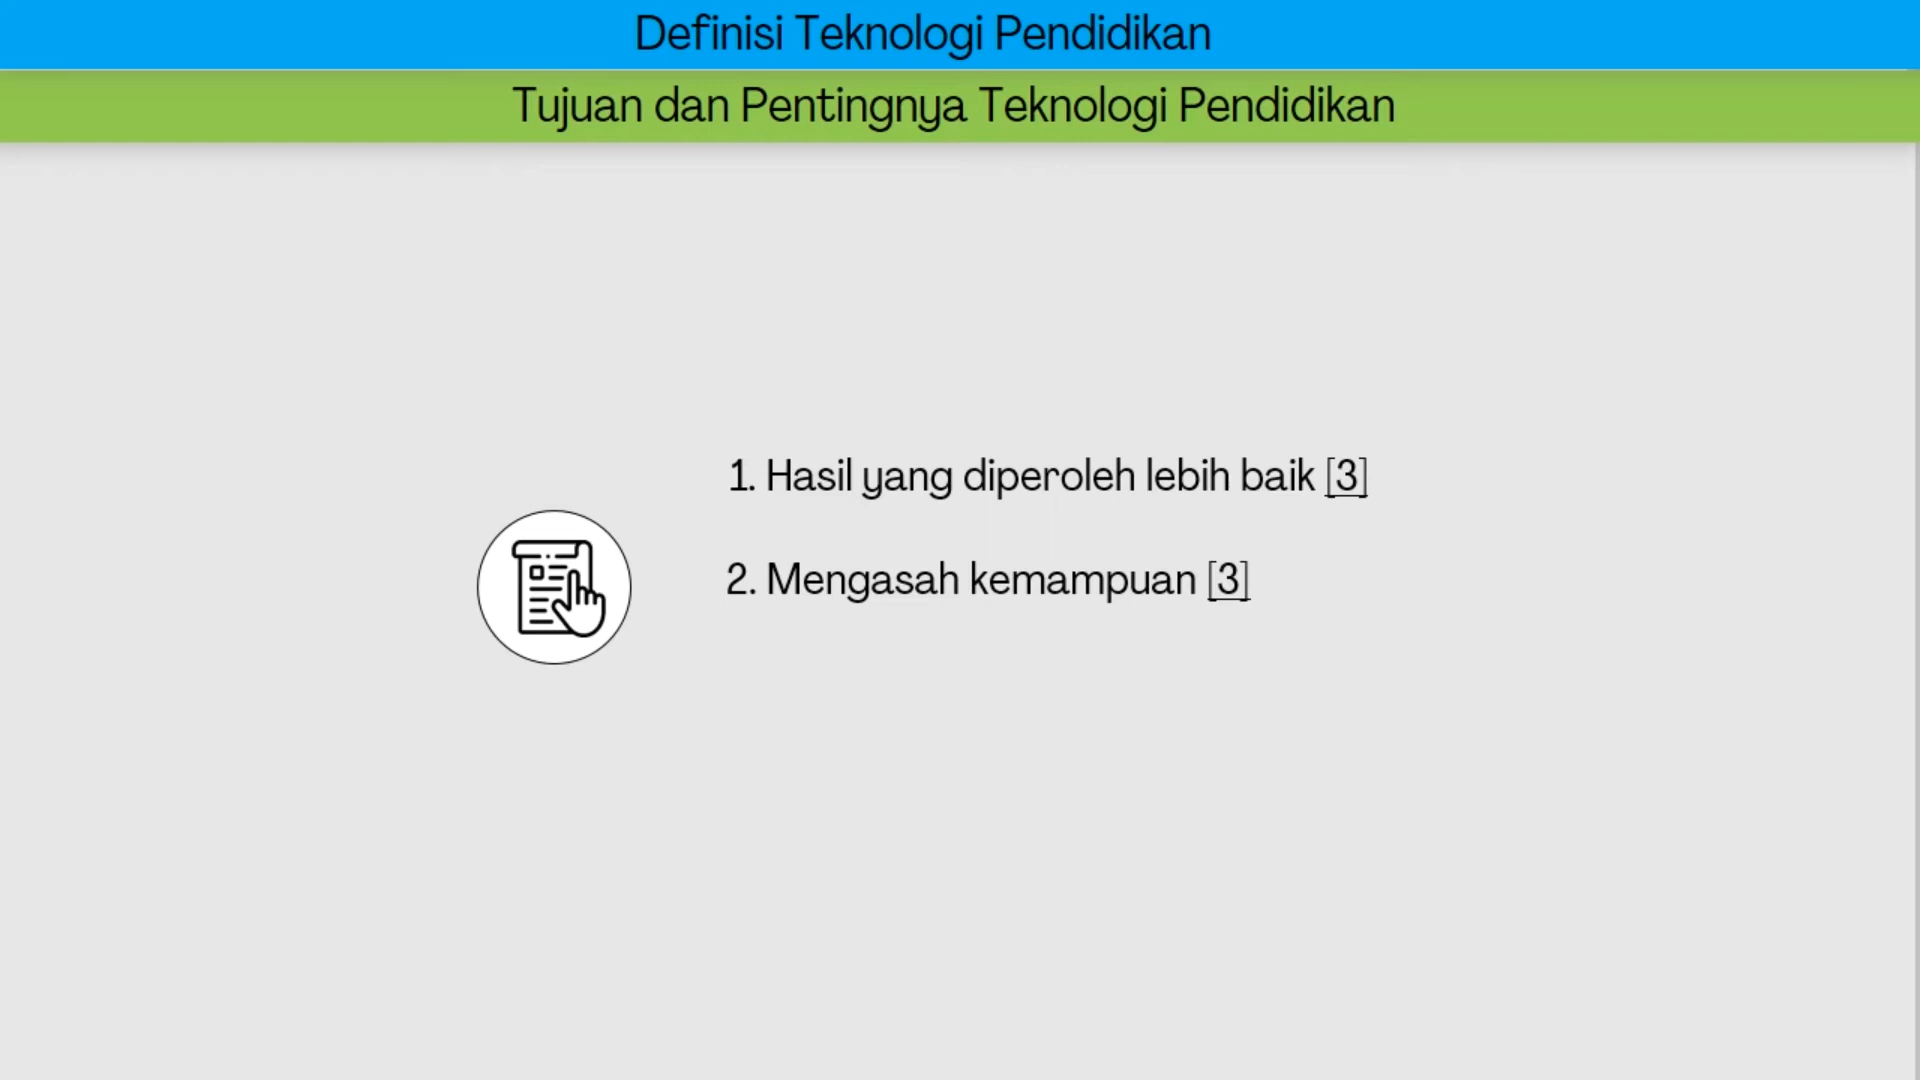 Definisi Teknologi Pendidikan
Tujuan dan Pentingnya Teknologi Pendidikan
1. Hasil yang diperoleh lebih baik [3]
2. Mengasah kemampuan [3]